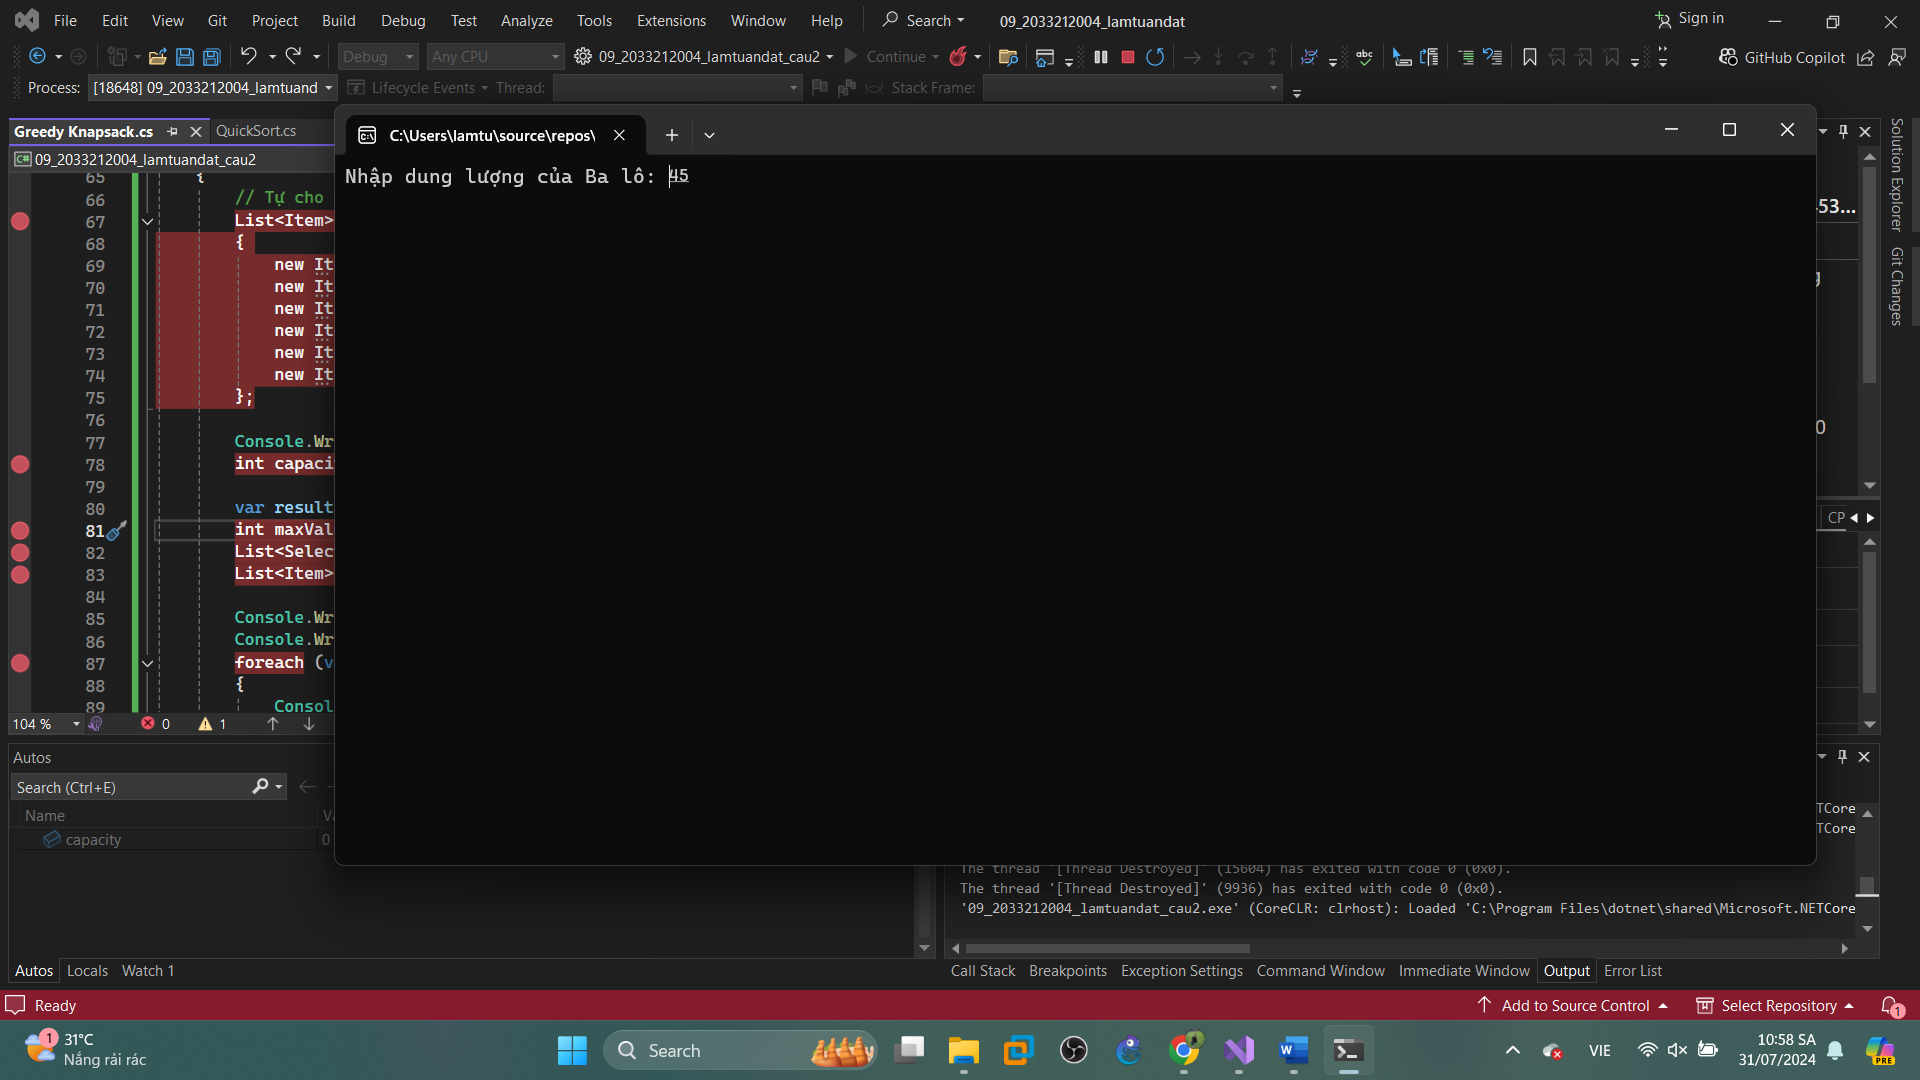 File Edit View Git Project Build Debug Test Analyze Tools Extensions Window Help Search 09_2033212004_lamtuandat Sign in
Debug Any CPU 09_2033212004_lamtuandat_cau2 Continue GitHub Copilot
Process: [18648] 09_2033212004_lamtuand Lifecycle Events Thread: Stack Frame:
Greedy Knapsack.cs QuickSort.cs
09_2033212004_lamtuandat_cau2
C:\Users\lamtu\source\repos\
Nhập dung lượng của Ba lô: 45
65 {
66 // Tự cho
67 List<Item>
68 {
69 new It
70 new It
71 new It
72 new It
73 new It
74 new It
75 };
76
77 Console.Wr
78 int capaci
79
80 var result
81 int maxVal
82 List<Selec
83 List<Item>
84
85 Console.Wr
86 Console.Wr
87 foreach (v
88 {
89 Consol
104 % 0 1
53...
0
CP
Solution Explorer
Git Changes
Autos
Search (Ctrl+E)
Name
capacity 0
Autos Locals Watch 1
TCore
TCore
The thread '[Thread Destroyed]' (15604) has exited with code 0 (0x0).
The thread '[Thread Destroyed]' (9936) has exited with code 0 (0x0).
'09_2033212004_lamtuandat_cau2.exe' (CoreCLR: clrhost): Loaded 'C:\Program Files\dotnet\shared\Microsoft.NETCore
Call Stack Breakpoints Exception Settings Command Window Immediate Window Output Error List
Ready Add to Source Control Select Repository 1
1 31°C
Nắng rải rác
Search
VIE
10:58 SA
31/07/2024
PRE